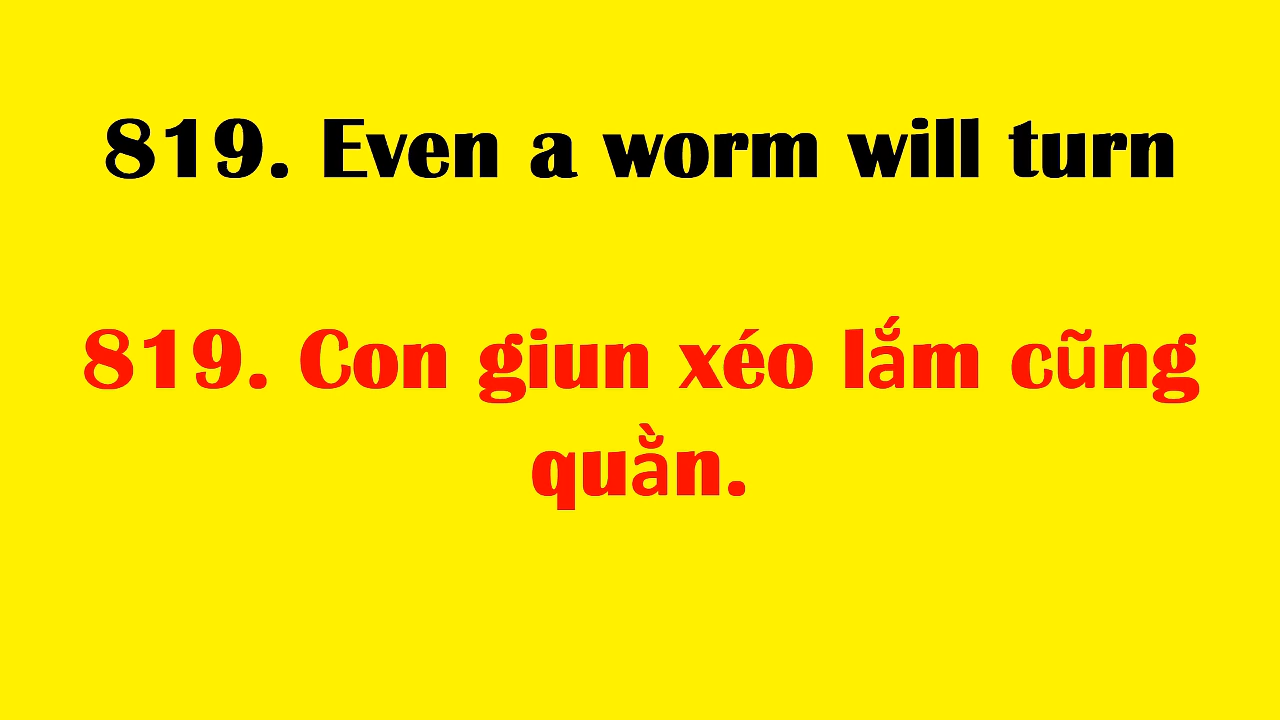 819. Even a worm will turn
819. Con giun xéo lắm cũng
quằn.